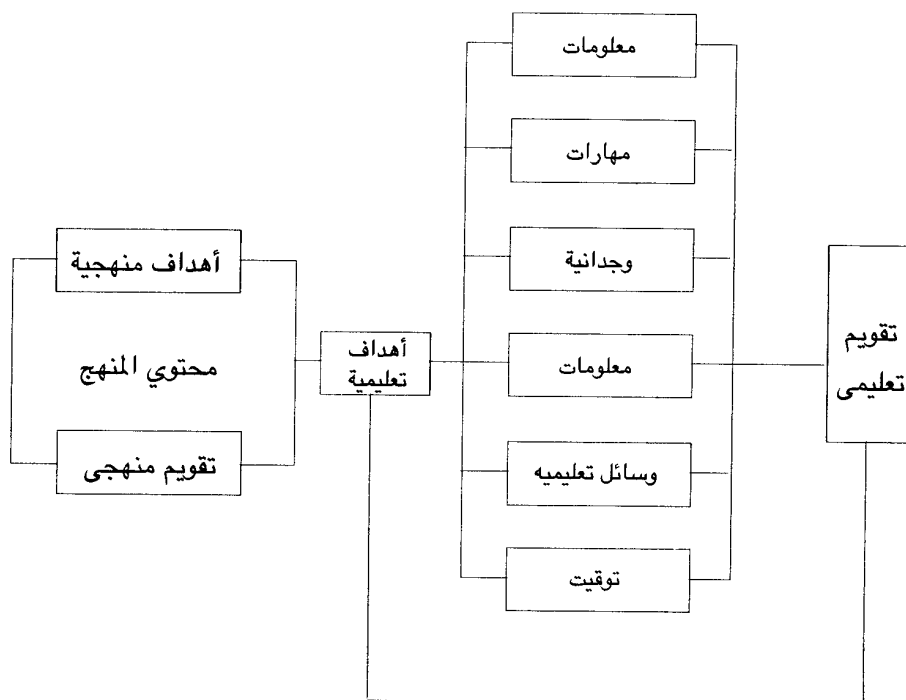 معلومات
مهارات
وجدانية
معلومات
وسائل تعليميه
توقيت
أهداف منهجية
محتوي المنهج
تقويم منهجى
أهداف
تعليمية
تقويم
تعليمى